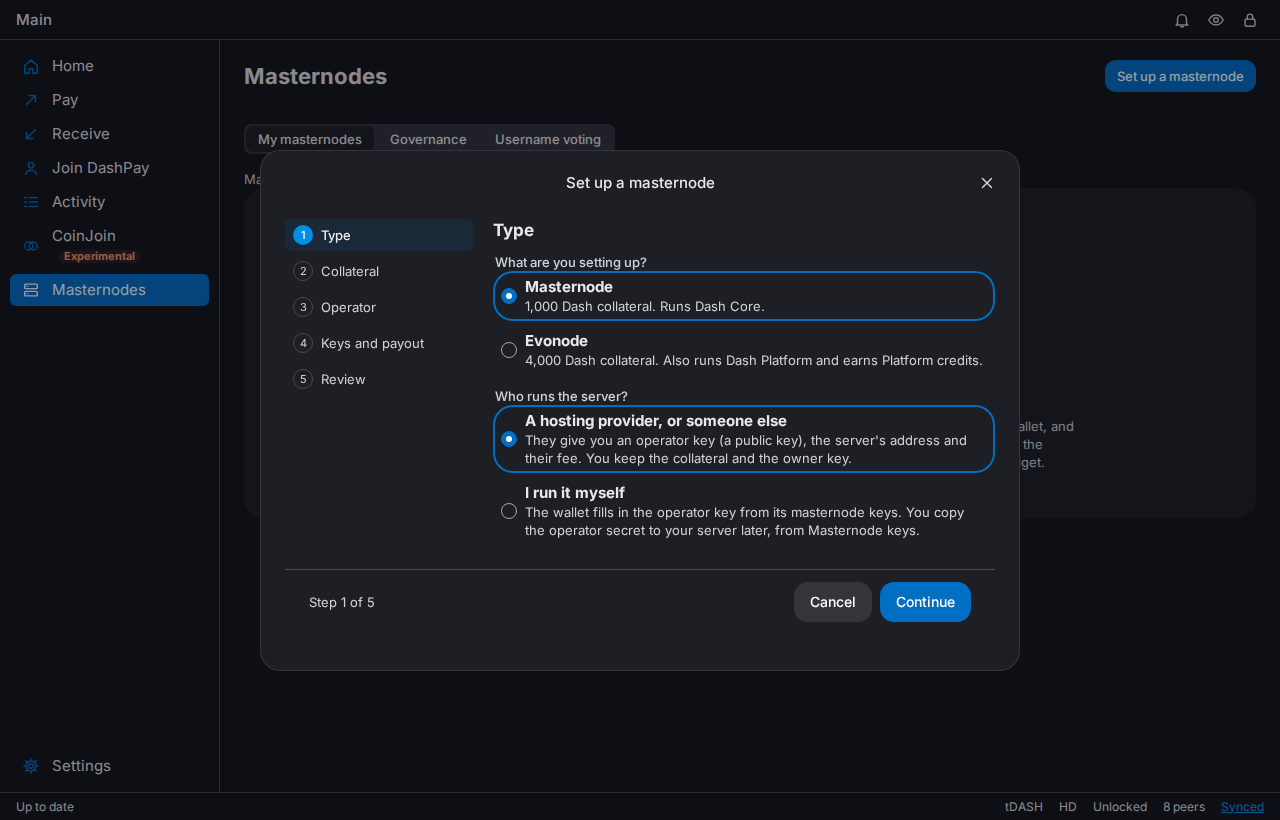 Main
Home
Pay
Receive
Join DashPay
Activity
CoinJoin
Experimental
Masternodes
Settings
Masternodes
Set up a masternode
My masternodes
Governance
Username voting
Set up a masternode
1 Type
2 Collateral
3 Operator
4 Keys and payout
5 Review
Type
What are you setting up?
Masternode
1,000 Dash collateral. Runs Dash Core.
Evonode
4,000 Dash collateral. Also runs Dash Platform and earns Platform credits.
Who runs the server?
A hosting provider, or someone else
They give you an operator key (a public key), the server's address and
their fee. You keep the collateral and the owner key.
I run it myself
The wallet fills in the operator key from its masternode keys. You copy
the operator secret to your server later, from Masternode keys.
Step 1 of 5
Cancel
Continue
and
the
Up to date
tDASH
HD
Unlocked
8 peers
Synced